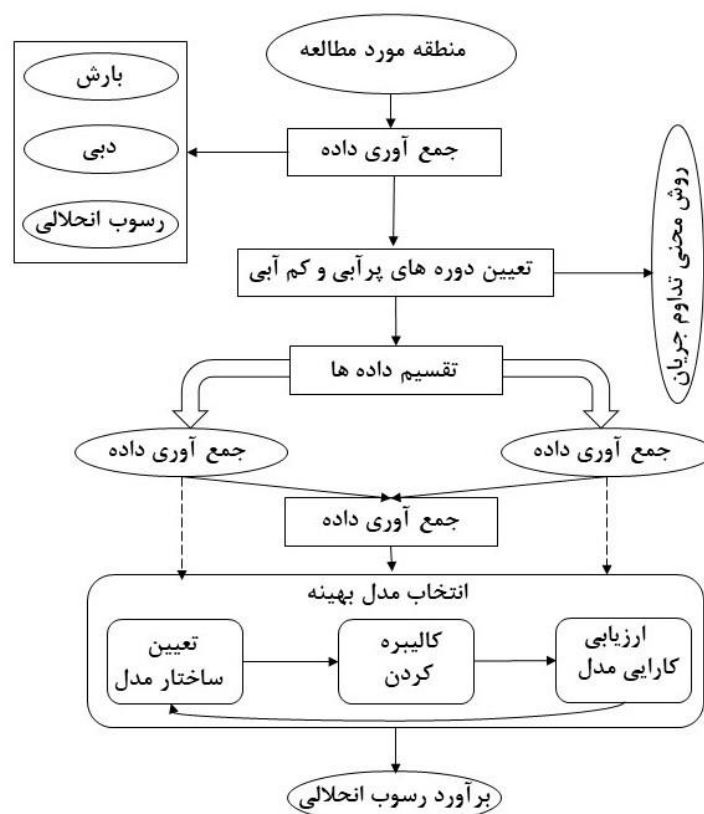 منطقه مورد مطالعه
بارش
دبی
رسوب انحلالی
جمع آوری داده
تعیین دوره های پرآبی و کم آبی
روش محنی تداوم جریان
تقسیم داده ها
جمع آوری داده
جمع آوری داده
جمع آوری داده
انتخاب مدل بهینه
تعیین
ساختار مدل
کالیبره
کردن
ارزیابی
کارایی مدل
برآورد رسوب انحلالی